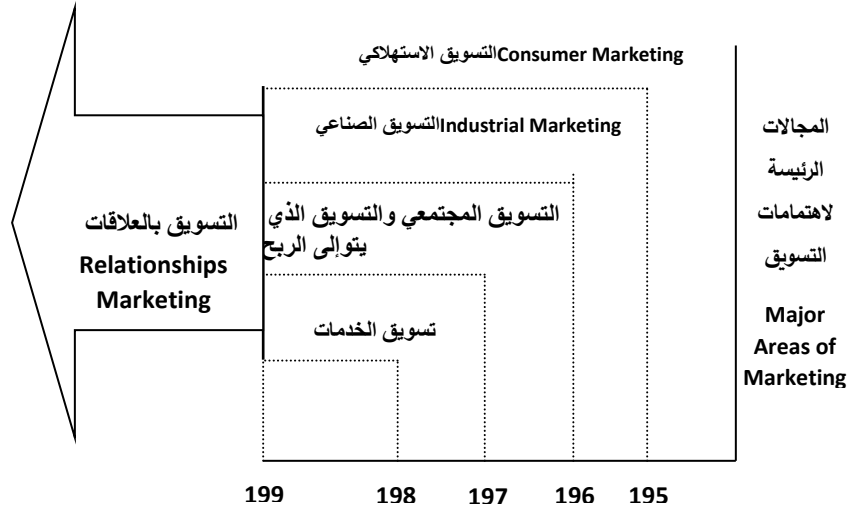 التسويق الاستهلاكي Consumer Marketing
التسويق الصناعي Industrial Marketing
التسويق المجتمعي والتسويق الذي
يتوإلى الربح
تسويق الخدمات
المجالات
الرئيسة
لاهتمامات
التسويق
Major
Areas of
Marketing
التسويق بالعلاقات
Relationships
Marketing
195
196
197
198
199